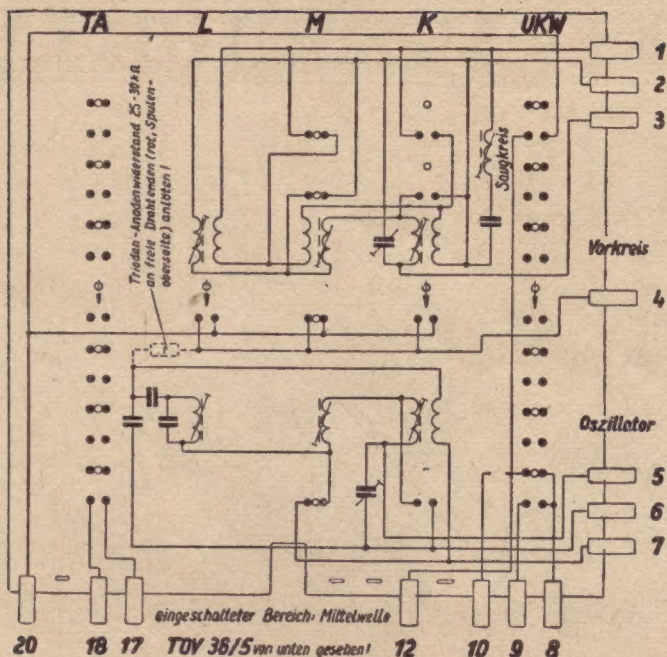 TA L M K UKW
1
2
3
Trioden-Anodenwiderstand 25-30kΩ
an freie Drahtenden (rot, Spulen-
oberseite) anlöten!
Saugkreis
Vorkreis
4
Oszillator
5
6
7
eingeschalteter Bereich: Mittelwelle
20 18 17 TOV 36/5 von unten gesehen! 12 10 9 8